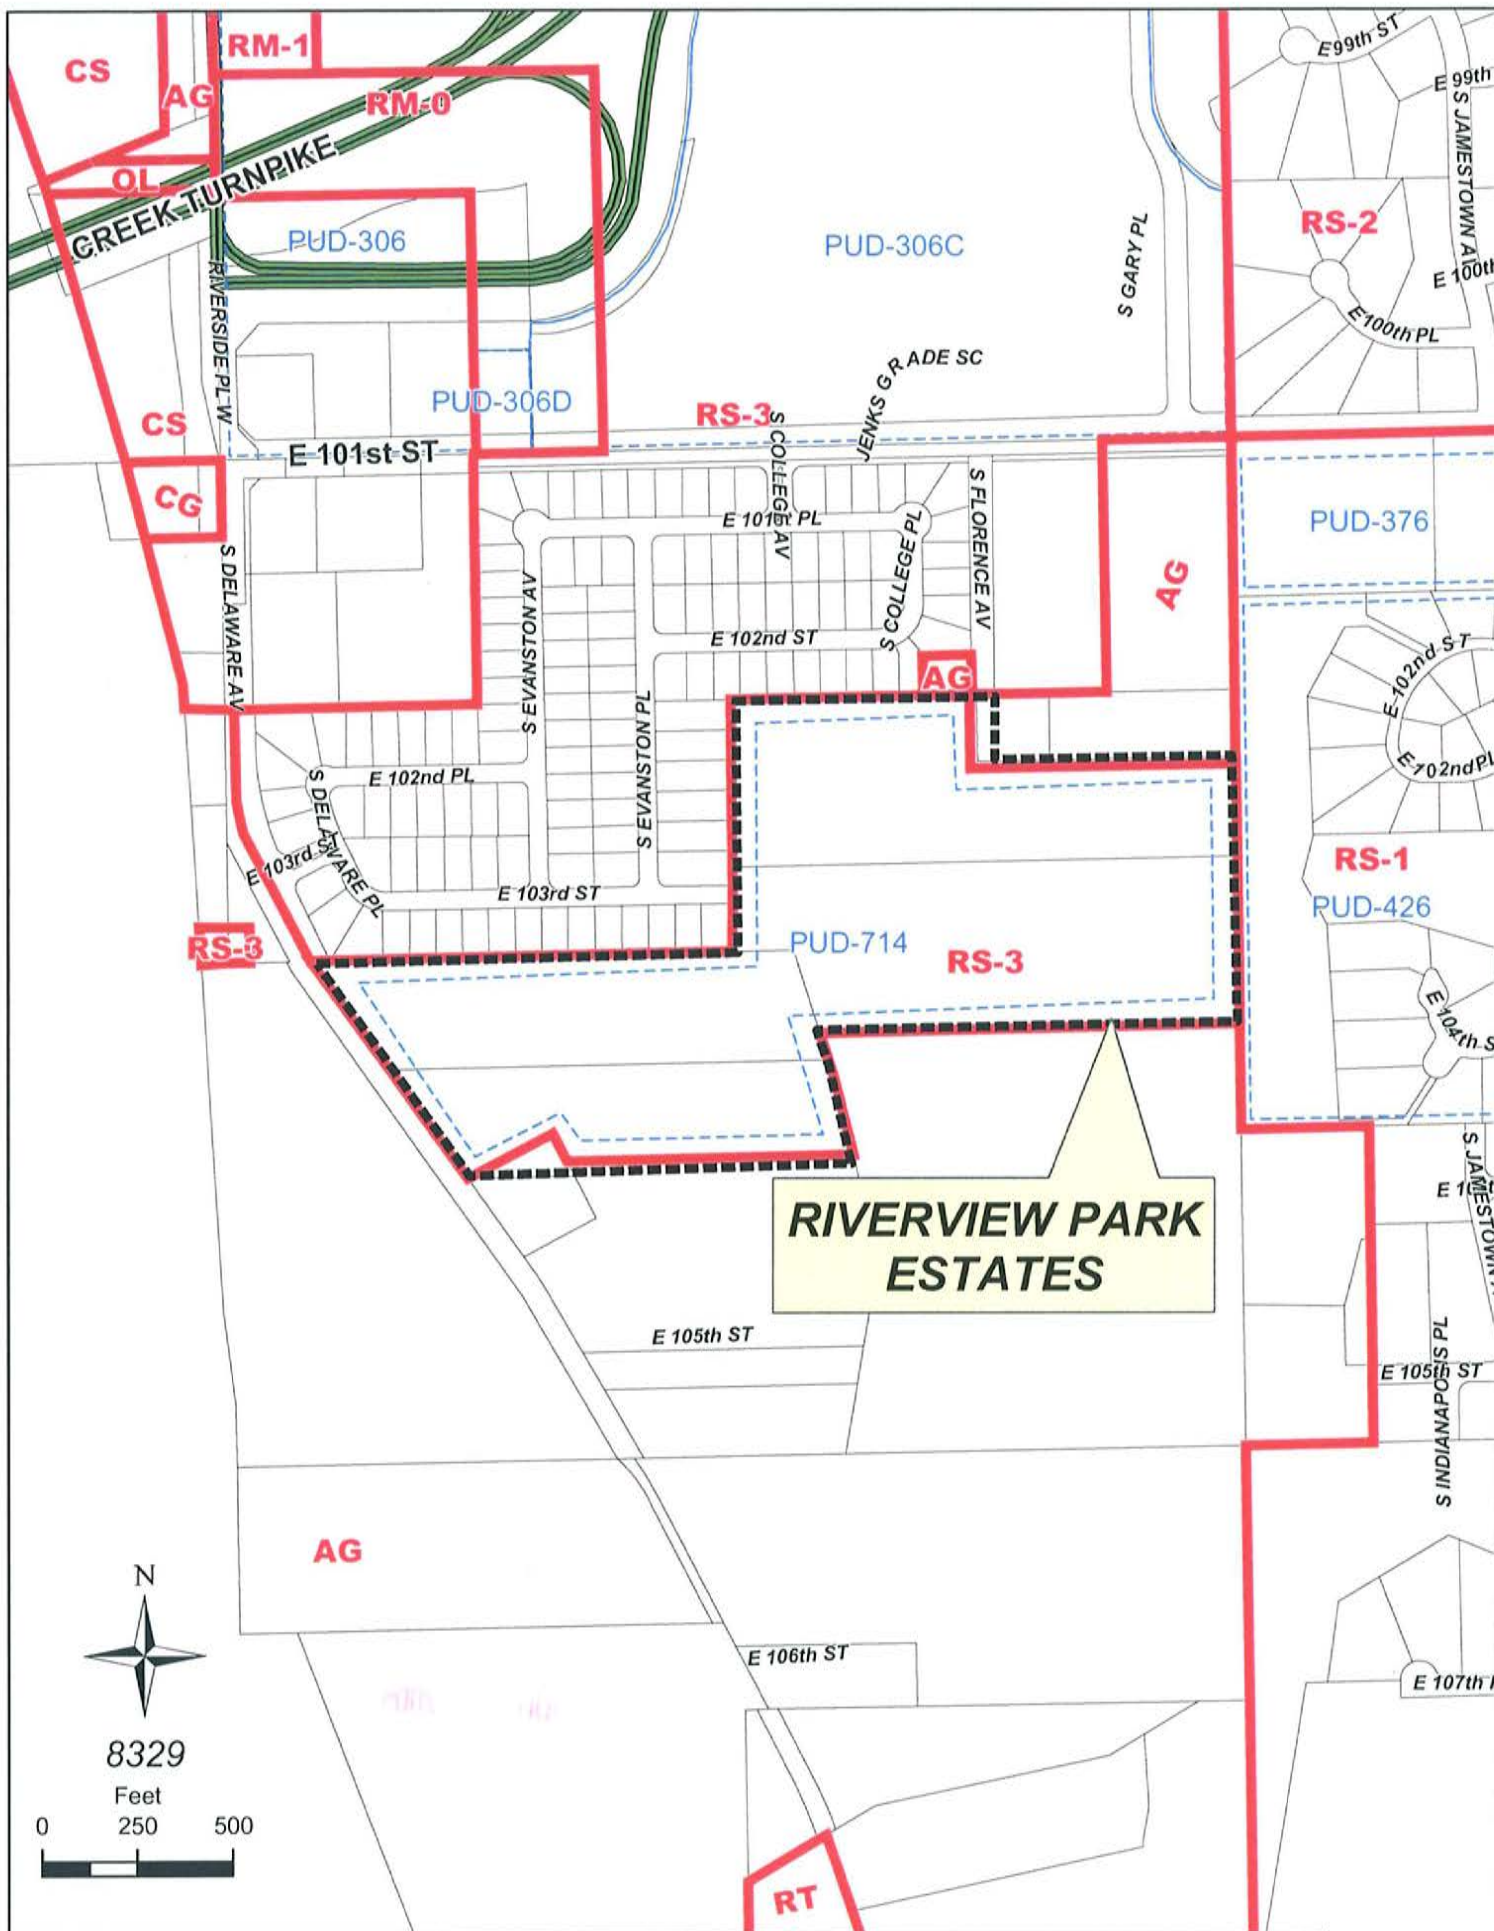 E 99th ST
RM-1
CS
E 99th
AG
RM-0
S JAMESTOWN AV
CREEK TURNPIKE
OL
RS-2
PUD-306
PUD-306C
S GARY PL
E 100th
RIVERSIDE PL W
E 100th PL
JENKS GR ADE SC
PUD-306D
RS-3
CS
S COLLEGE AV
E 101st ST
CG
S FLORENCE AV
E 101st PL
PUD-376
S COLLEGE PL
AG
S DELAWARE AV
S EVANSTON AV
E 102nd ST
E 102nd ST
AG
S EVANSTON PL
E 102nd PL
E 102nd PL
S DELAWARE PL
E 103rd ST
E 103rd ST
RS-1
PUD-426
RS-3
PUD-714
RS-3
E 104th S
S JAMESTOWN
RIVERVIEW PARK
ESTATES
E 105th ST
S INDIANAPOLIS PL
E 105th ST
AG
N
E 106th ST
E 107th
8329
Feet
0 250 500
RT